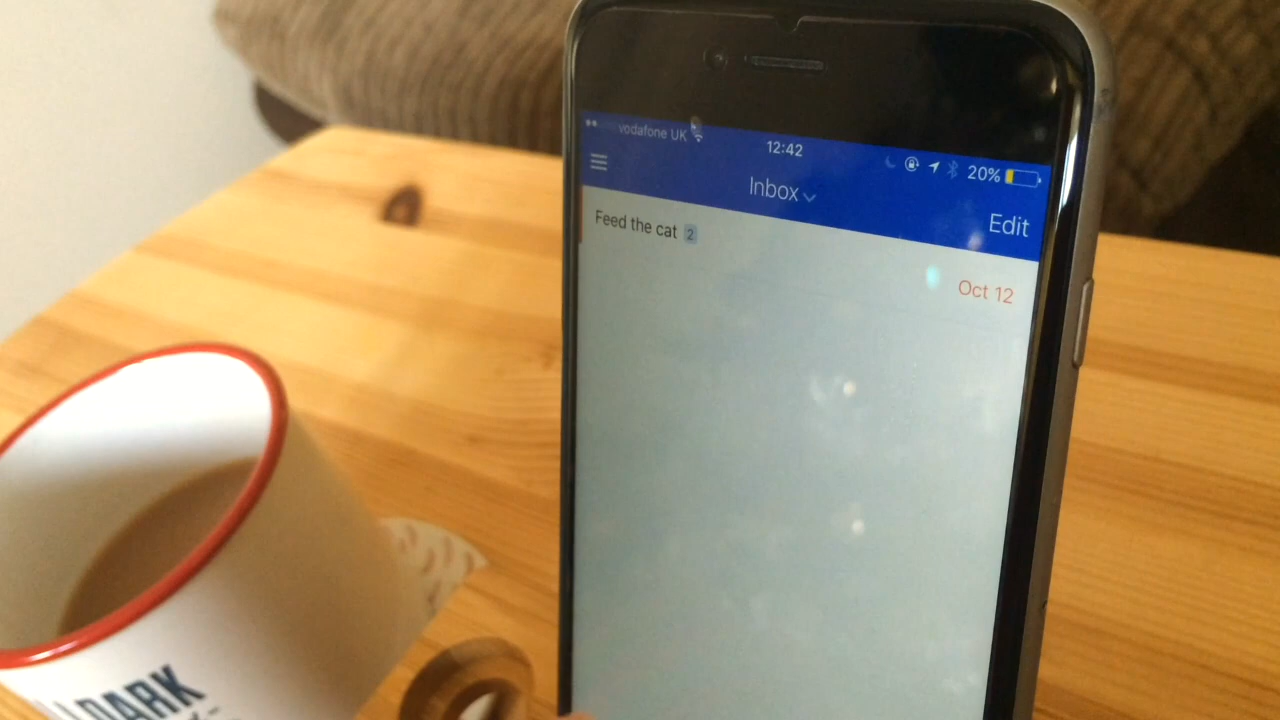 vodafone UK
12:42
20%
Inbox
Edit
Feed the cat 2
Oct 12
DARK